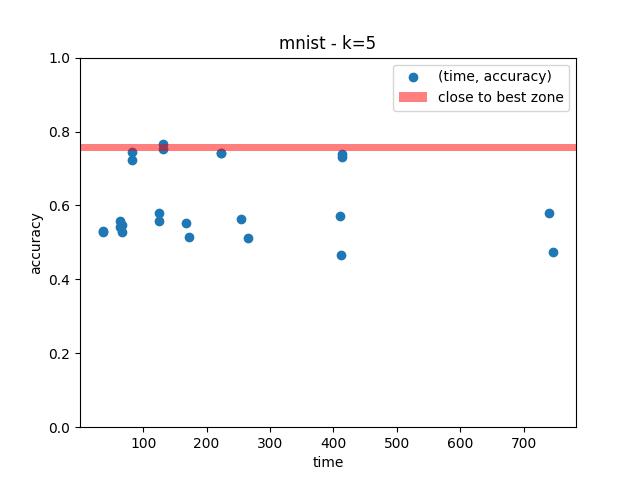 mnist - k=5
(time, accuracy)
close to best zone
accuracy
1.0
0.8
0.6
0.4
0.2
0.0
100 200 300 400 500 600 700
time